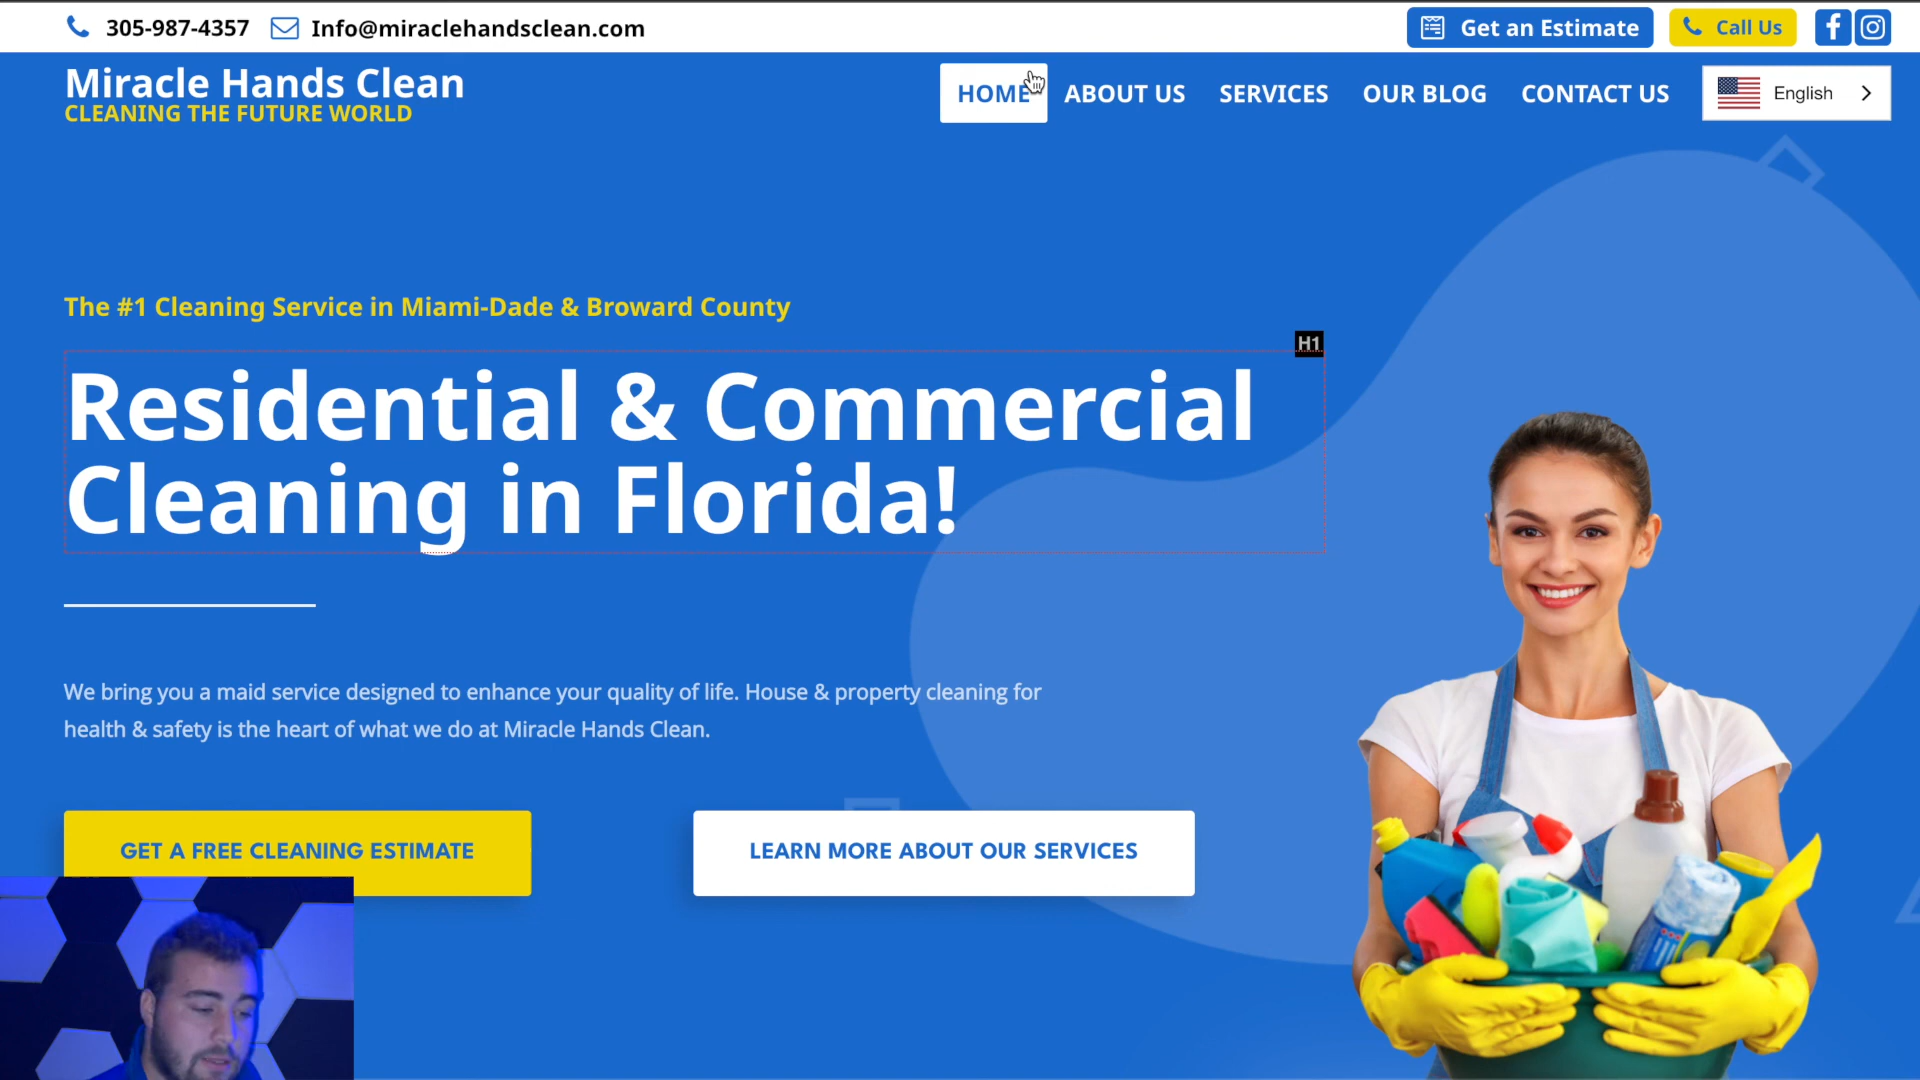 305-987-4357 Info@miraclehandsclean.com
Get an Estimate
Call Us
Miracle Hands Clean
CLEANING THE FUTURE WORLD
HOME ABOUT US SERVICES OUR BLOG CONTACT US
English
The #1 Cleaning Service in Miami-Dade & Broward County
H1
Residential & Commercial
Cleaning in Florida!
We bring you a maid service designed to enhance your quality of life. House & property cleaning for
health & safety is the heart of what we do at Miracle Hands Clean.
GET A FREE CLEANING ESTIMATE
LEARN MORE ABOUT OUR SERVICES